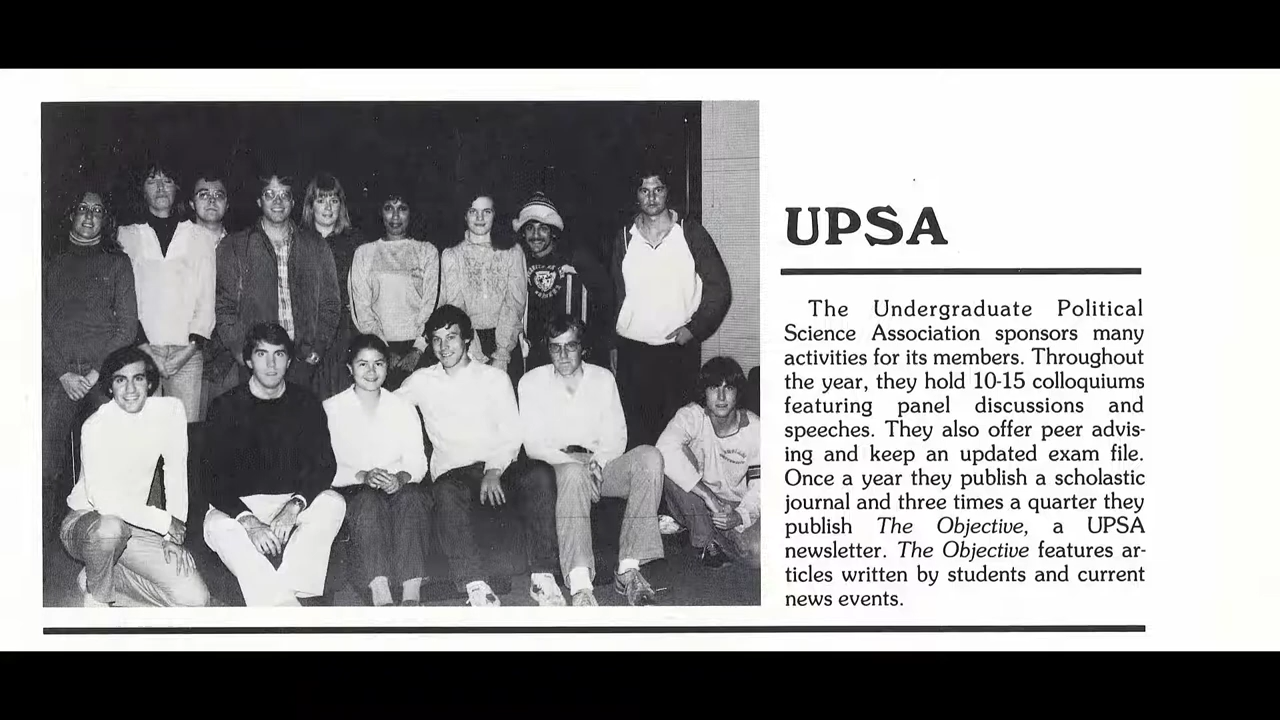 UPSA
The Undergraduate Political
Science Association sponsors many
activities for its members. Throughout
the year, they hold 10-15 colloquiums
featuring panel discussions and
speeches. They also offer peer advis-
ing and keep an updated exam file.
Once a year they publish a scholastic
journal and three times a quarter they
publish The Objective, a UPSA
newsletter. The Objective features ar-
ticles written by students and current
news events.